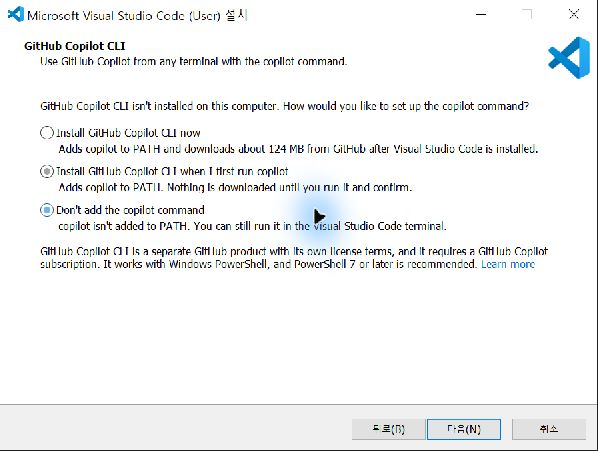 Microsoft Visual Studio Code (User) 설치
GitHub Copilot CLI
Use GitHub Copilot from any terminal with the copilot command.
GitHub Copilot CLI isn't installed on this computer. How would you like to set up the copilot command?
Install GitHub Copilot CLI now
Adds copilot to PATH and downloads about 124 MB from GitHub after Visual Studio Code is installed.
Install GitHub Copilot CLI when I first run copilot
Adds copilot to PATH. Nothing is downloaded until you run it and confirm.
Don't add the copilot command
copilot isn't added to PATH. You can still run it in the Visual Studio Code terminal.
GitHub Copilot CLI is a separate GitHub product with its own license terms, and it requires a GitHub Copilot
subscription. It works with Windows PowerShell, and PowerShell 7 or later is recommended. Learn more
뒤로(B) 다음(N) 취소